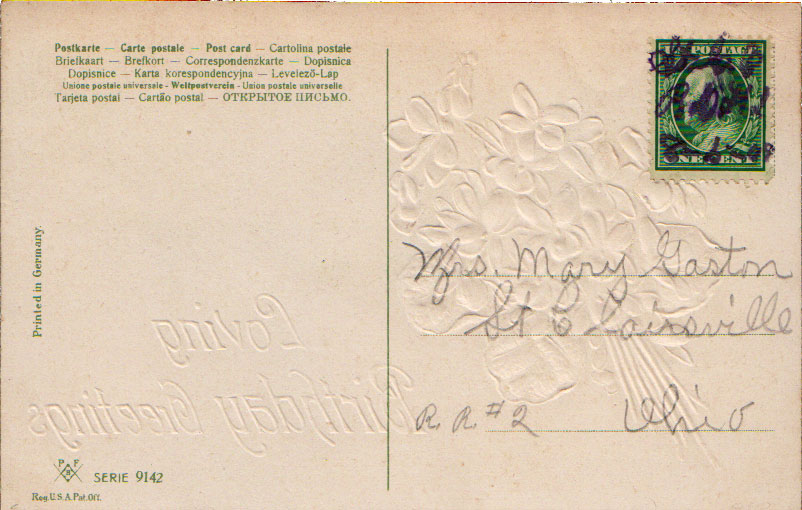 Postkarte – Carte postale – Post card – Cartolina postale
Briefkaart – Brefkort – Correspondenzkarte – Dopisnica
Dopisnice – Karta korespondencyjna – Levelező-Lap
Unione postale universale - Weltpostverein - Union postale universelle
Tarjeta postal – Cartão postal – ОТКРЫТОЕ ПИСЬМО.
U.S. POSTAGE
ONE CENT
Printed in Germany.
Mrs. Mary Gaston
St Clairsville
R. R. #2 Ohio
Loving
Birthday Greetings
P F B
SERIE 9142
Reg. U.S.A. Pat. Off.